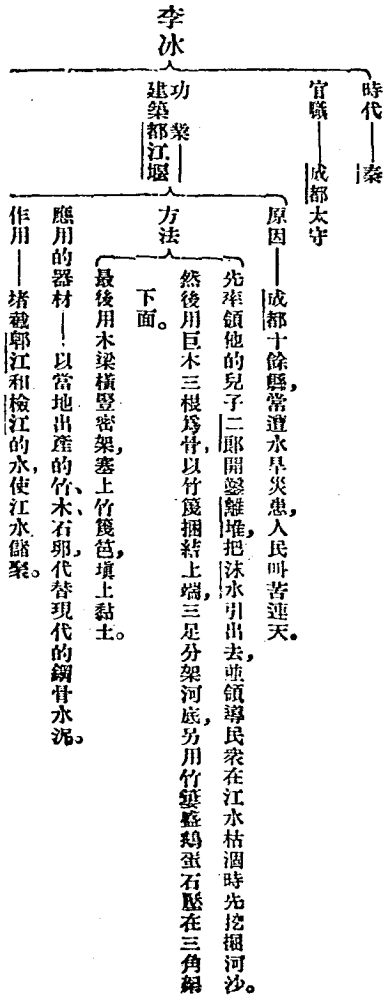 李冰
時代——秦
官職——成都太守
功業——
建築都江堰
原因——成都十餘縣，常遭水旱災患，人民叫苦連天。
方法
先率領他的兒子二郎開鑿離堆，把沫水引出去，並領導民衆在江水枯涸時先挖掘河沙。
然後用巨木三根爲骨，以竹篾捆結上端，三足分架河底，另用竹簍盛鵝蛋石壓在三角架
下面。
最後用木梁橫豎密架，塞上竹篾笆，塡上黏土。
應用的器材——以當地出產的竹、木、石、卵，代替現代的鋼骨水泥。
作用——堵截郫江和檢江的水，使江水儲聚。